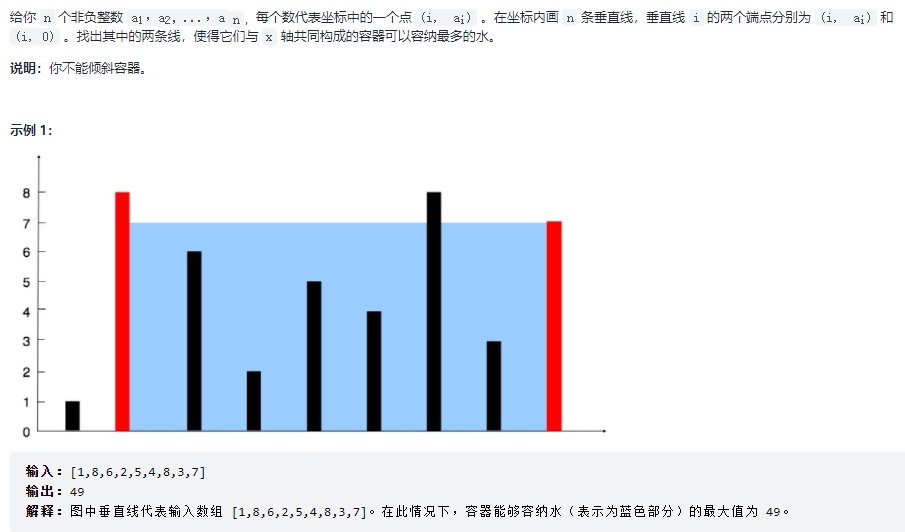 给你 n 个非负整数 a₁，a₂，...，a n，每个数代表坐标中的一个点 (i, aᵢ) 。在坐标内画 n 条垂直线，垂直线 i 的两个端点分别为 (i, aᵢ) 和
(i, 0) 。找出其中的两条线，使得它们与 x 轴共同构成的容器可以容纳最多的水。
说明：你不能倾斜容器。
示例 1：
8
7
6
5
4
3
2
1
0
输入：[1,8,6,2,5,4,8,3,7]
输出：49
解释：图中垂直线代表输入数组 [1,8,6,2,5,4,8,3,7]。在此情况下，容器能够容纳水（表示为蓝色部分）的最大值为 49。